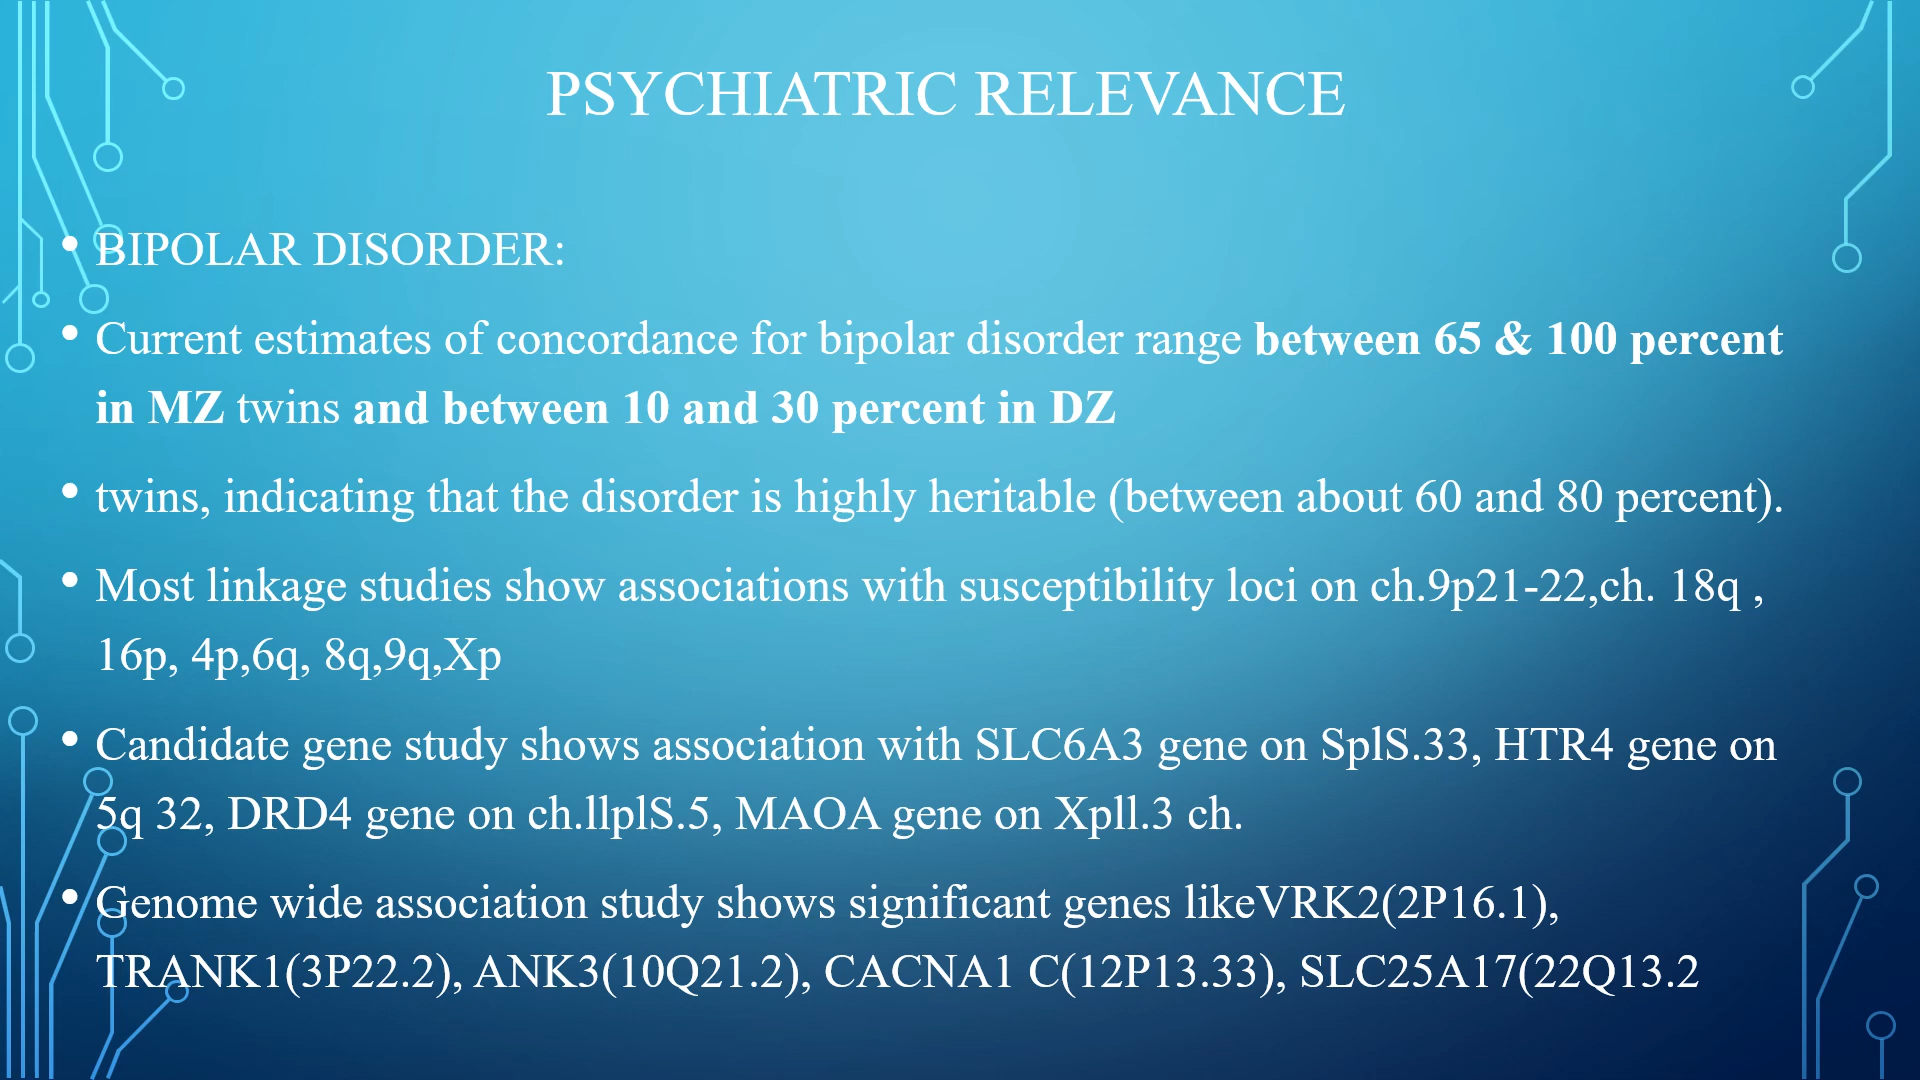 PSYCHIATRIC RELEVANCE
• BIPOLAR DISORDER:
• Current estimates of concordance for bipolar disorder range between 65 & 100 percent
in MZ twins and between 10 and 30 percent in DZ
• twins, indicating that the disorder is highly heritable (between about 60 and 80 percent).
• Most linkage studies show associations with susceptibility loci on ch.9p21-22,ch. 18q ,
16p, 4p,6q, 8q,9q,Xp
• Candidate gene study shows association with SLC6A3 gene on SplS.33, HTR4 gene on
5q 32, DRD4 gene on ch.llplS.5, MAOA gene on Xpll.3 ch.
• Genome wide association study shows significant genes likeVRK2(2P16.1),
TRANK1(3P22.2), ANK3(10Q21.2), CACNA1 C(12P13.33), SLC25A17(22Q13.2